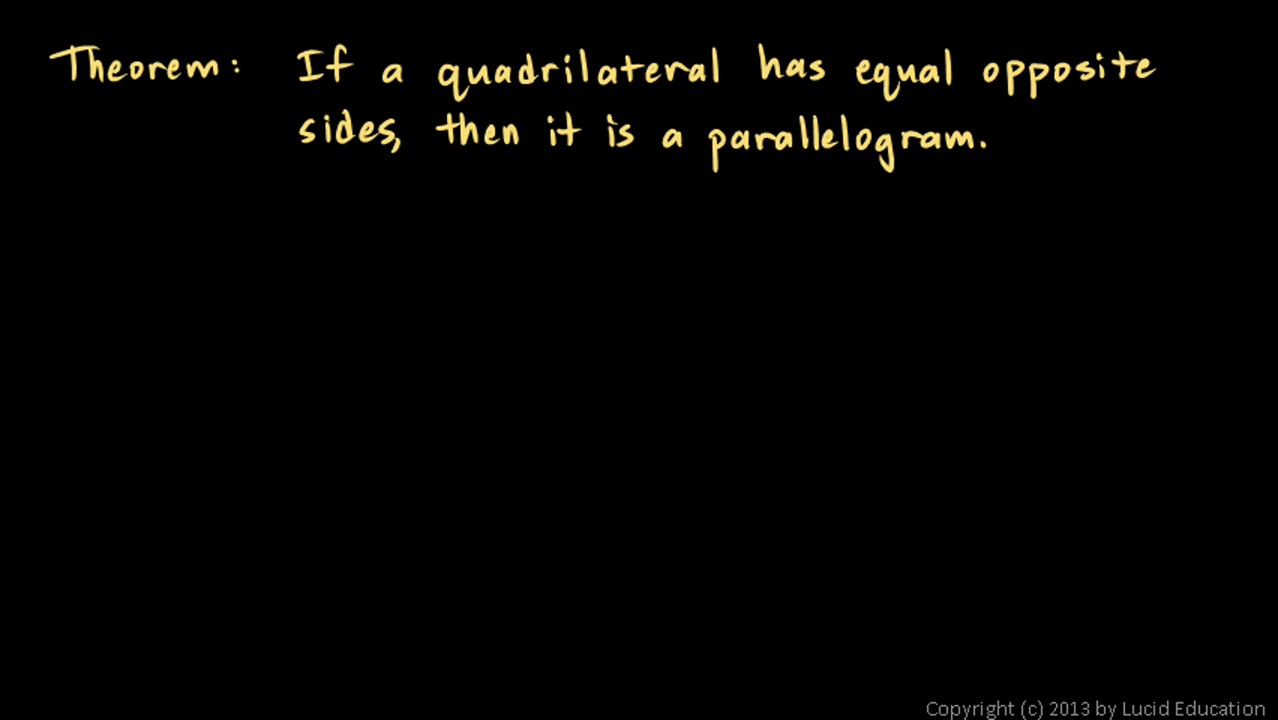 Theorem: If a quadrilateral has equal opposite
sides, then it is a parallelogram.
Copyright (c) 2013 by Lucid Education